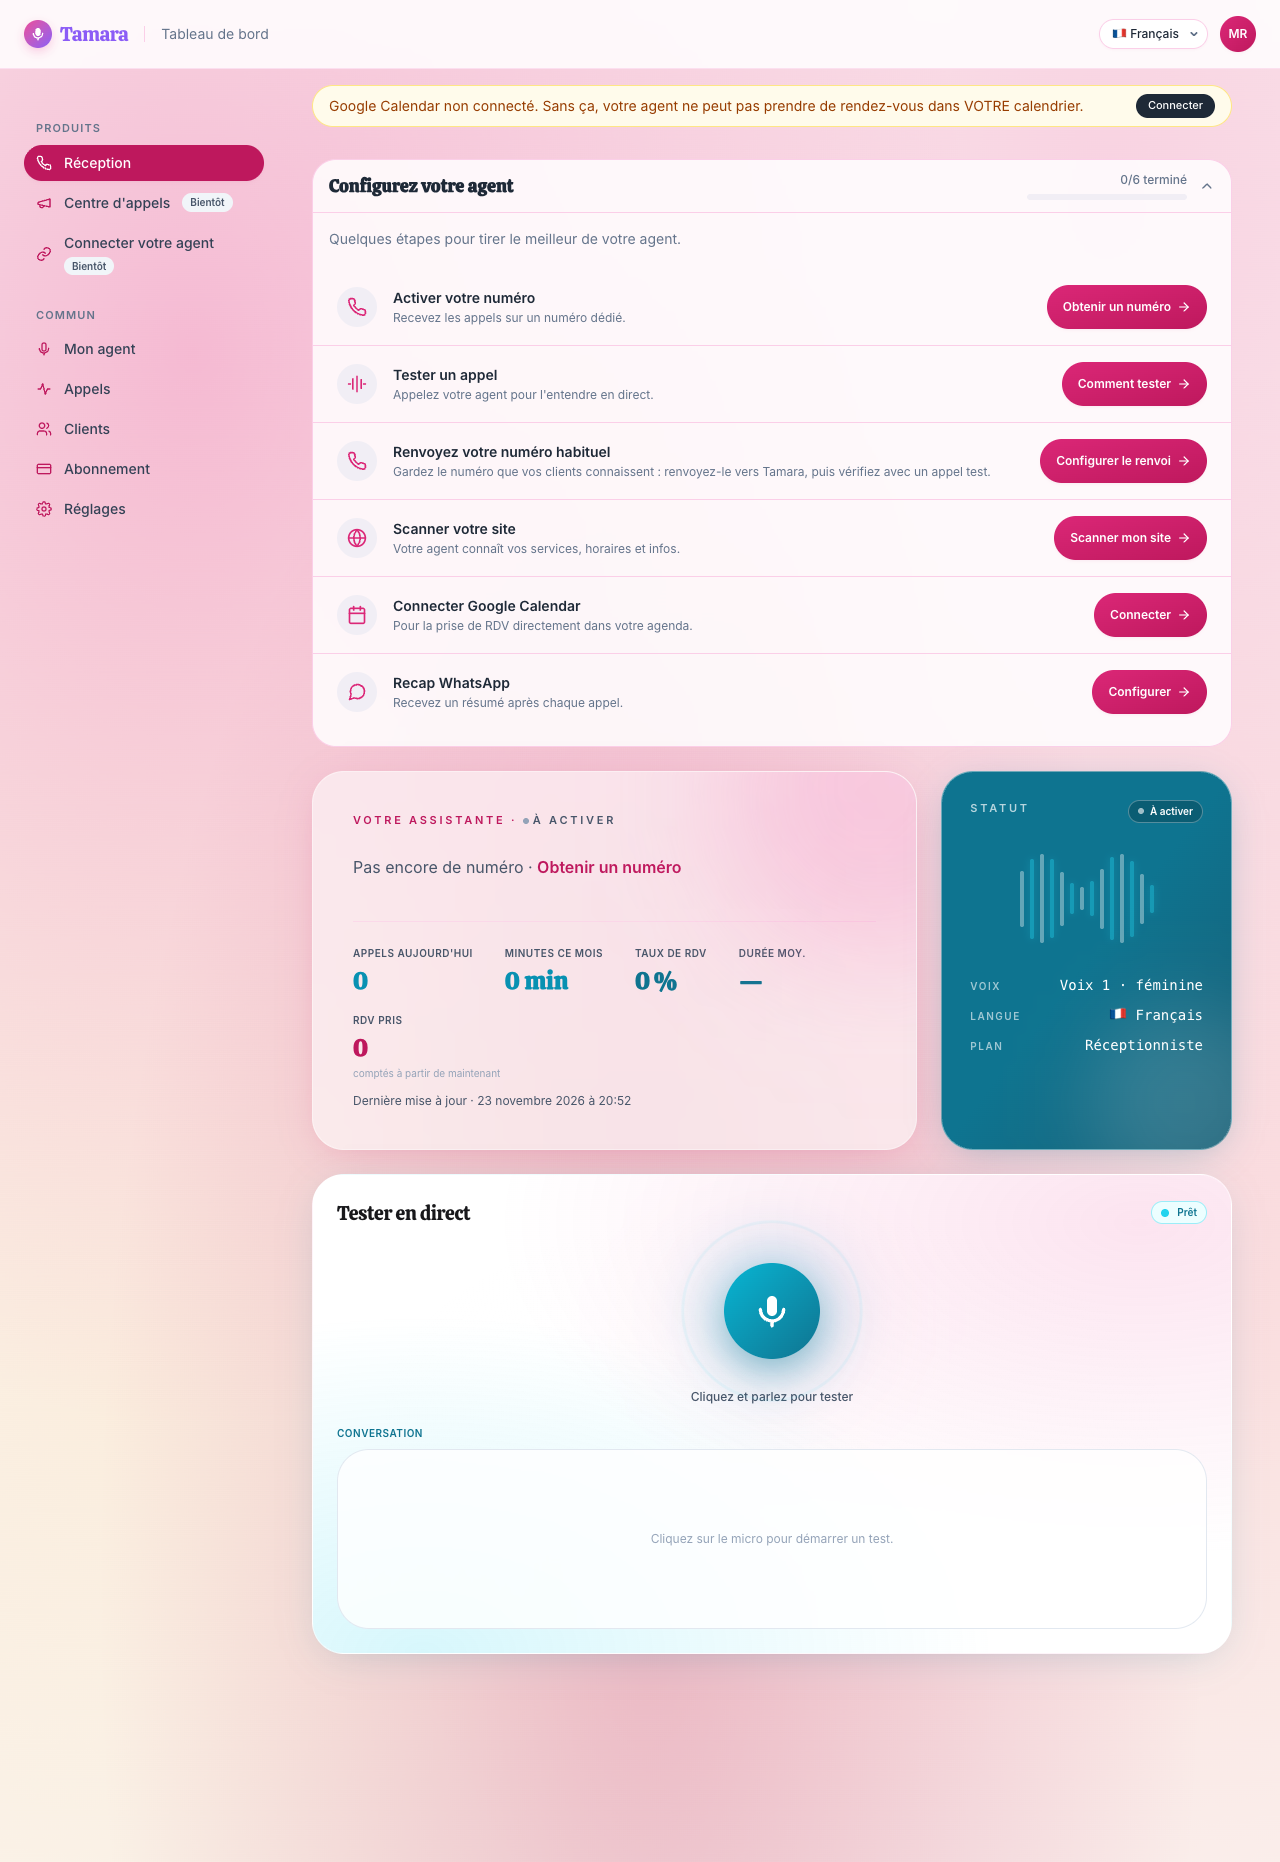 Tamara
Tableau de bord
🇫🇷 Français
MR
Google Calendar non connecté. Sans ça, votre agent ne peut pas prendre de rendez-vous dans VOTRE calendrier.
Connecter
PRODUITS
Réception
Centre d'appels Bientôt
Connecter votre agent
Bientôt
COMMUN
Mon agent
Appels
Clients
Abonnement
Réglages
Configurez votre agent
0/6 terminé
Quelques étapes pour tirer le meilleur de votre agent.
Activer votre numéro
Recevez les appels sur un numéro dédié.
Obtenir un numéro →
Tester un appel
Appelez votre agent pour l'entendre en direct.
Comment tester →
Renvoyez votre numéro habituel
Gardez le numéro que vos clients connaissent : renvoyez-le vers Tamara, puis vérifiez avec un appel test.
Configurer le renvoi →
Scanner votre site
Votre agent connaît vos services, horaires et infos.
Scanner mon site →
Connecter Google Calendar
Pour la prise de RDV directement dans votre agenda.
Connecter →
Recap WhatsApp
Recevez un résumé après chaque appel.
Configurer →
VOTRE ASSISTANTE · À ACTIVER
Pas encore de numéro · Obtenir un numéro
APPELS AUJOURD'HUI
0
MINUTES CE MOIS
0 min
TAUX DE RDV
0 %
DURÉE MOY.
—
RDV PRIS
0
comptés à partir de maintenant
Dernière mise à jour · 23 novembre 2026 à 20:52
STATUT
À activer
VOIX Voix 1 · féminine
LANGUE 🇫🇷 Français
PLAN Réceptionniste
Tester en direct
Prêt
Cliquez et parlez pour tester
CONVERSATION
Cliquez sur le micro pour démarrer un test.